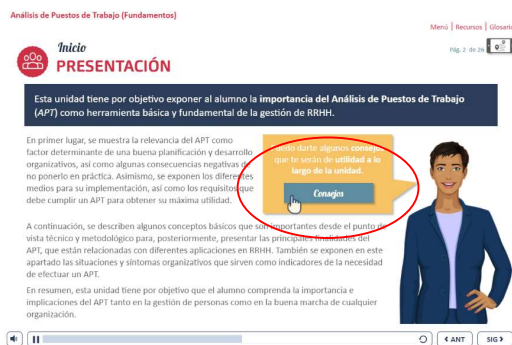 Análisis de Puestos de Trabajo (Fundamentos)
Menú | Recursos | Glosario
Inicio
Pág. 2 de 26
PRESENTACIÓN
Esta unidad tiene por objetivo exponer al alumno la importancia del Análisis de Puestos de Trabajo
(APT) como herramienta básica y fundamental de la gestión de RRHH.
En primer lugar, se muestra la relevancia del APT como
factor determinante de una buena planificación y desarrollo
organizativos, así como algunas consecuencias negativas de
no ponerlo en práctica. Asimismo, se exponen los diferentes
medios para su implementación, así como los requisitos que
debe cumplir un APT para obtener su máxima utilidad.
Puedo darte algunos consejos
que te serán de utilidad a lo
largo de la unidad.
Consejos
A continuación, se describen algunos conceptos básicos que son importantes desde el punto de
vista técnico y metodológico para, posteriormente, presentar las principales finalidades del
APT, que están relacionadas con diferentes aplicaciones en RRHH. También se exponen en este
apartado las situaciones y síntomas organizativos que sirven como indicadores de la necesidad
de efectuar un APT.
En resumen, esta unidad tiene por objetivo que el alumno comprenda la importancia e
implicaciones del APT tanto en la gestión de personas como en la buena marcha de cualquier
organización.
ANT
SIG